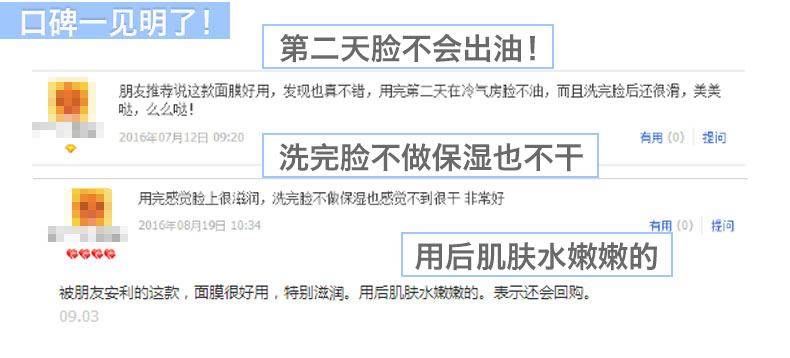 口碑一见明了！
第二天脸不会出油！
朋友推荐说这款面膜好用，发现也真不错，用完第二天在冷气房脸不油，而且洗完脸后还很滑，美美
哒，么么哒！
2016年07月12日 09:20
有用 (0) 提问
洗完脸不做保湿也不干
用完感觉脸上很滋润，洗完脸不做保湿也感觉不到很干 非常好
2016年08月19日 10:34
有用 (0) 提问
用后肌肤水嫩嫩的
被朋友安利的这款，面膜很好用，特别滋润。用后肌肤水嫩嫩的。表示还会回购。
09.03